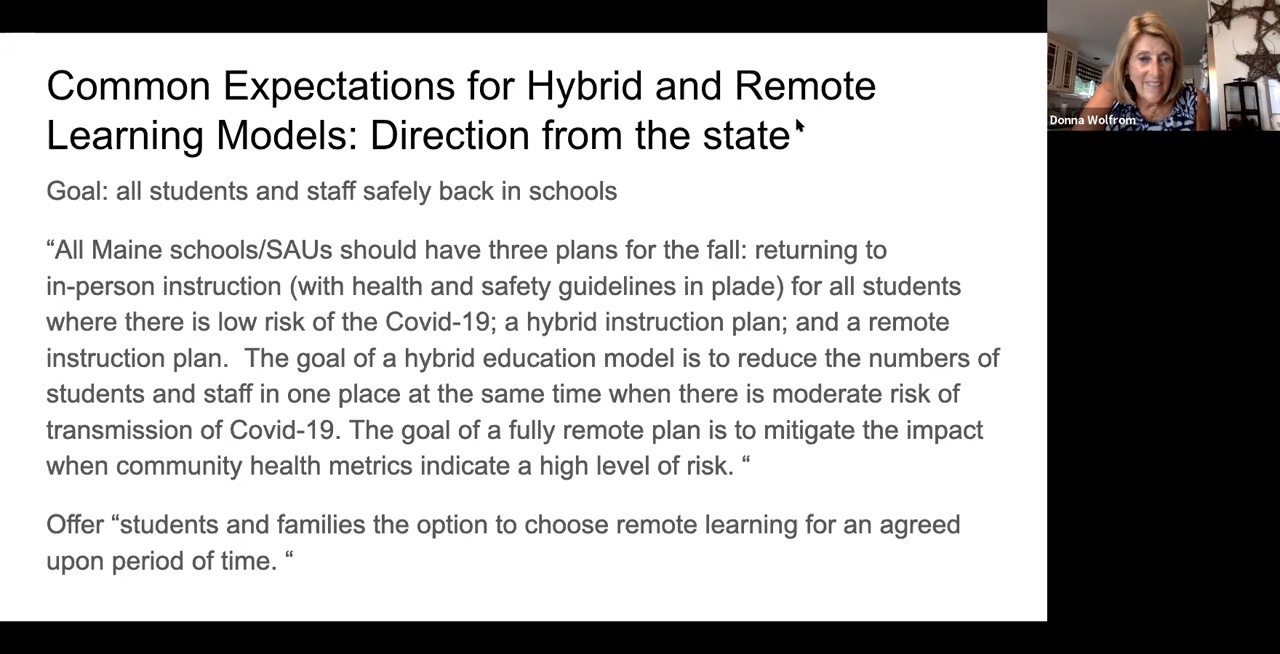 Common Expectations for Hybrid and Remote
Learning Models: Direction from the state
Goal: all students and staff safely back in schools
“All Maine schools/SAUs should have three plans for the fall: returning to
in-person instruction (with health and safety guidelines in plade) for all students
where there is low risk of the Covid-19; a hybrid instruction plan; and a remote
instruction plan.  The goal of a hybrid education model is to reduce the numbers of
students and staff in one place at the same time when there is moderate risk of
transmission of Covid-19. The goal of a fully remote plan is to mitigate the impact
when community health metrics indicate a high level of risk. “
Offer “students and families the option to choose remote learning for an agreed
upon period of time. “
Donna Wolfrom